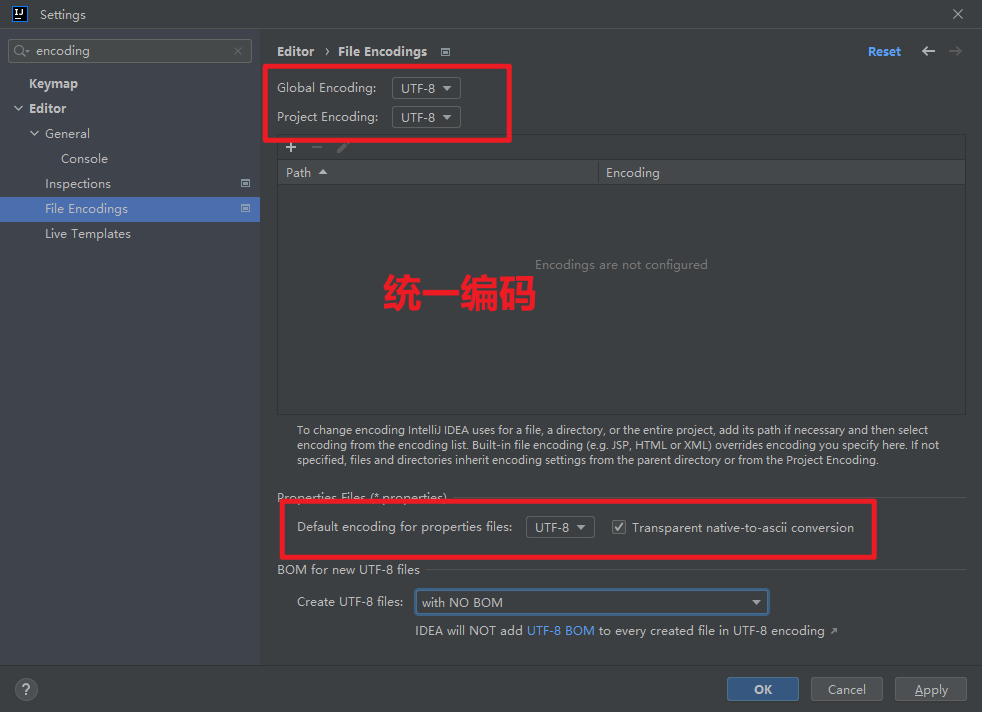 Settings
encoding
Keymap
Editor
General
Console
Inspections
File Encodings
Live Templates
Editor › File Encodings
Reset
Global Encoding: UTF-8
Project Encoding: UTF-8
Path Encoding
Encodings are not configured
统一编码
To change encoding IntelliJ IDEA uses for a file, a directory, or the entire project, add its path if necessary and then select
encoding from the encoding list. Built-in file encoding (e.g. JSP, HTML or XML) overrides encoding you specify here. If not
specified, files and directories inherit encoding settings from the parent directory or from the Project Encoding.
Properties Files (*.properties)
Default encoding for properties files: UTF-8 Transparent native-to-ascii conversion
BOM for new UTF-8 files
Create UTF-8 files: with NO BOM
IDEA will NOT add UTF-8 BOM to every created file in UTF-8 encoding ↗
? OK Cancel Apply